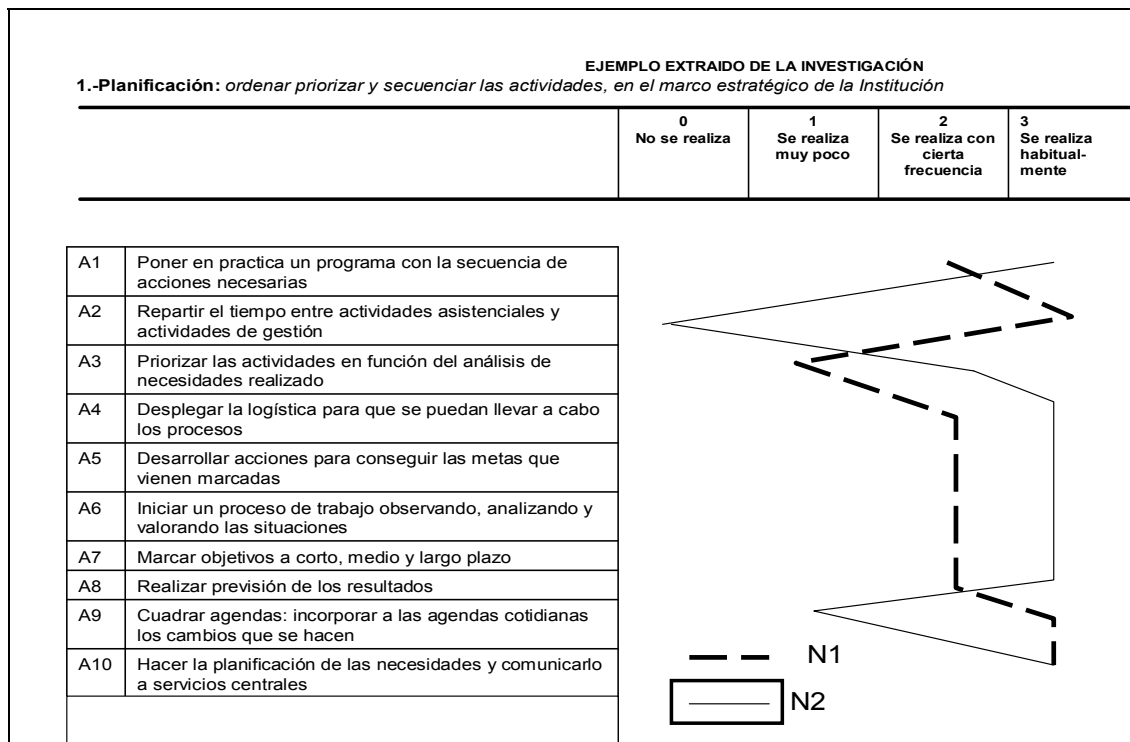 EJEMPLO EXTRAIDO DE LA INVESTIGACIÓN
1.-Planificación: ordenar priorizar y secuenciar las actividades, en el marco estratégico de la Institución
0
No se realiza
1
Se realiza
muy poco
2
Se realiza con
cierta
frecuencia
3
Se realiza
habitual-
mente
A1 Poner en practica un programa con la secuencia de
acciones necesarias
A2 Repartir el tiempo entre actividades asistenciales y
actividades de gestión
A3 Priorizar las actividades en función del análisis de
necesidades realizado
A4 Desplegar la logística para que se puedan llevar a cabo
los procesos
A5 Desarrollar acciones para conseguir las metas que
vienen marcadas
A6 Iniciar un proceso de trabajo observando, analizando y
valorando las situaciones
A7 Marcar objetivos a corto, medio y largo plazo
A8 Realizar previsión de los resultados
A9 Cuadrar agendas: incorporar a las agendas cotidianas
los cambios que se hacen
A10 Hacer la planificación de las necesidades y comunicarlo
a servicios centrales
N1
N2